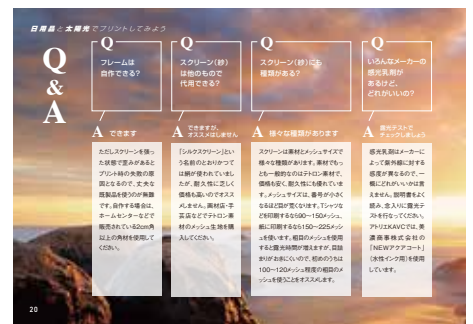 日用品と太陽光でプリントしてみよう
Q
&
A
Q
フレームは
自作できる?
A できます
ただしスクリーンを張っ
た状態で歪みがあると
プリント時の失敗の原
因となるので、丈夫な
既製品を使うのが無難
です。自作する場合は、
ホームセンターなどで
販売されている2cm角
以上の角材を使用して
ください。
Q
スクリーン(紗)
は他のもので
代用できる?
A できますが、
オススメはしません
「シルクスクリーン」とい
う名前のとおりかつて
は絹が使われていまし
たが、耐久性に乏しく
価格も高いのでオスス
メしません。画材店・手
芸店などでテトロン素
材のメッシュ生地を購
入してください。
Q
スクリーン(紗)にも
種類がある?
A 様々な種類があります
スクリーンは素材とメッシュサイズで
様々な種類があります。素材でもっ
とも一般的なのはテトロン素材で、
価格も安く、耐久性にも優れていま
す。メッシュサイズは、番号が小さく
なるほど目が荒くなります。Tシャツな
どを印刷するなら90〜150メッシュ、
紙に印刷するなら150〜225メッシ
ュを使います。粗目のメッシュを使用
すると露光時間が増えますが、目詰
まりがおきにくいので、初めのうちは
100〜120メッシュ程度の粗目のメ
ッシュを使うことをオススメします。
Q
いろんなメーカーの
感光乳剤が
あるけど、
どれがいいの?
A 露光テストで
チェックしましょう
感光乳剤はメーカーに
よって紫外線に対する
感度が異なるので、一
概にどれがいいかは言
えません。説明書をよく
読み、念入りに露光テ
ストを行なってください。
アトリエKAVCでは、美
濃商事株式会社の
「NEWアクアコート」
(水性インク用)を使用
しています。
20